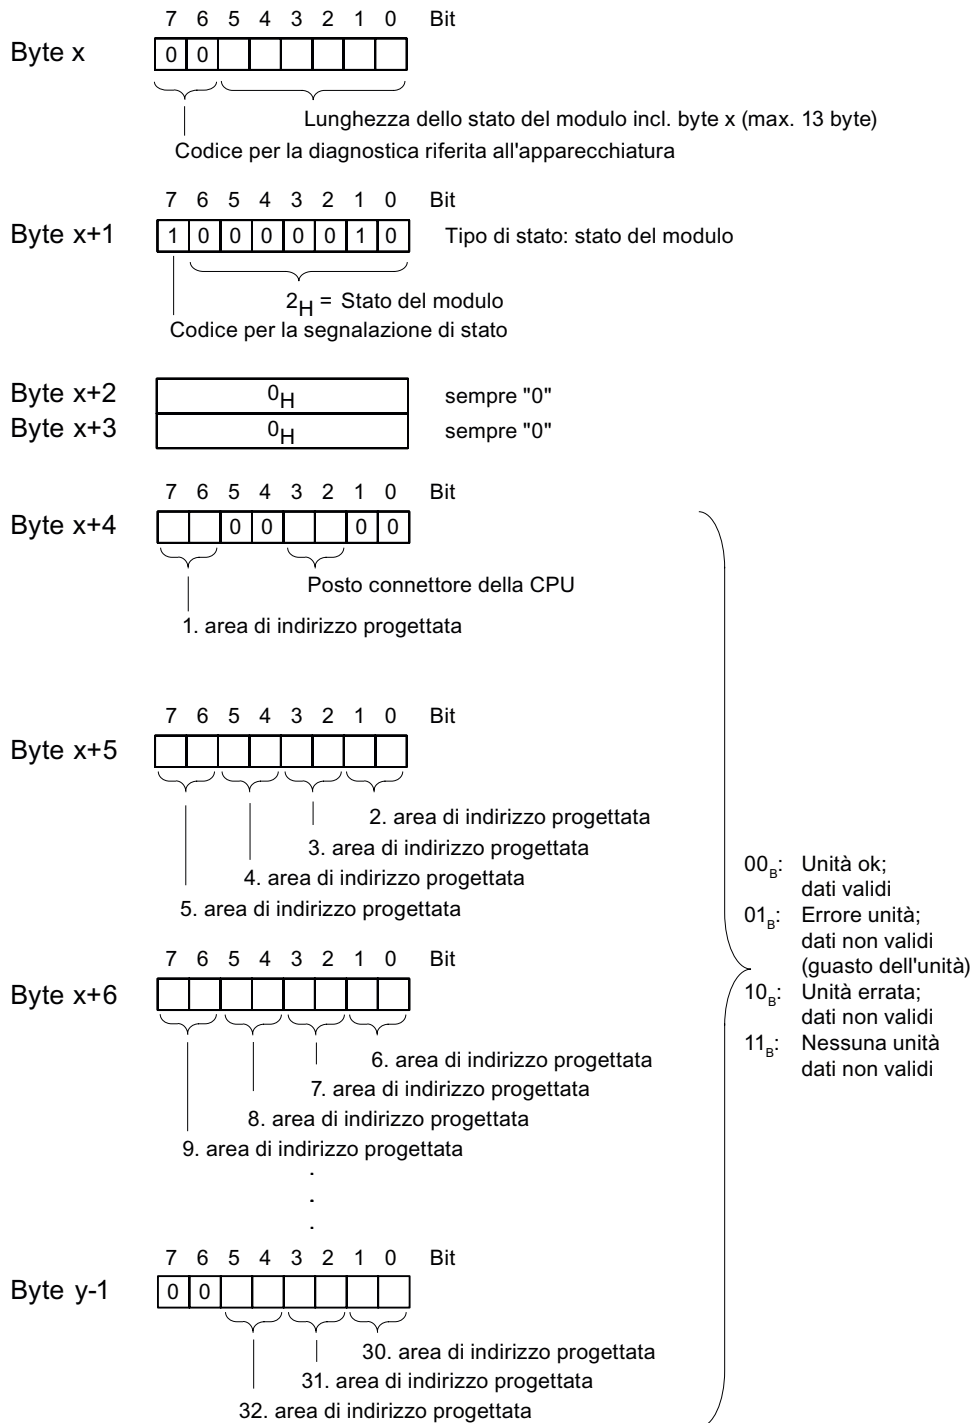 7 6 5 4 3 2 1 0 Bit
Byte x 0 0
Lunghezza dello stato del modulo incl. byte x (max. 13 byte)
Codice per la diagnostica riferita all'apparecchiatura
7 6 5 4 3 2 1 0 Bit
Byte x+1 1 0 0 0 0 0 1 0 Tipo di stato: stato del modulo
2H = Stato del modulo
Codice per la segnalazione di stato
Byte x+2 0H sempre "0"
Byte x+3 0H sempre "0"
7 6 5 4 3 2 1 0 Bit
Byte x+4 0 0 0 0
Posto connettore della CPU
1. area di indirizzo progettata
7 6 5 4 3 2 1 0 Bit
Byte x+5
2. area di indirizzo progettata
3. area di indirizzo progettata
4. area di indirizzo progettata
5. area di indirizzo progettata
7 6 5 4 3 2 1 0 Bit
Byte x+6
6. area di indirizzo progettata
7. area di indirizzo progettata
8. area di indirizzo progettata
9. area di indirizzo progettata
.
.
.
7 6 5 4 3 2 1 0 Bit
Byte y-1 0 0
30. area di indirizzo progettata
31. area di indirizzo progettata
32. area di indirizzo progettata
00B: Unità ok;
dati validi
01B: Errore unità;
dati non validi
(guasto dell'unità)
10B: Unità errata;
dati non validi
11B: Nessuna unità
dati non validi